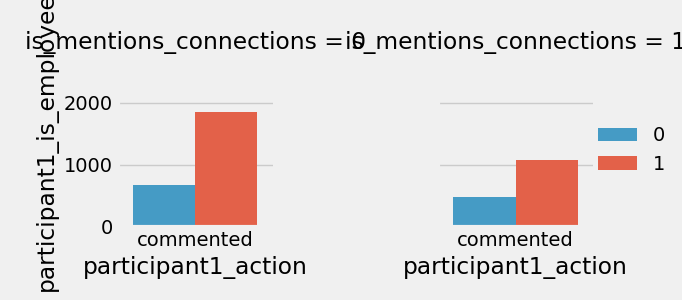 is_mentions_connections = 0
is_mentions_connections = 1
participant1_is_employee
2000
1000
0
commented
commented
participant1_action
participant1_action
0
1